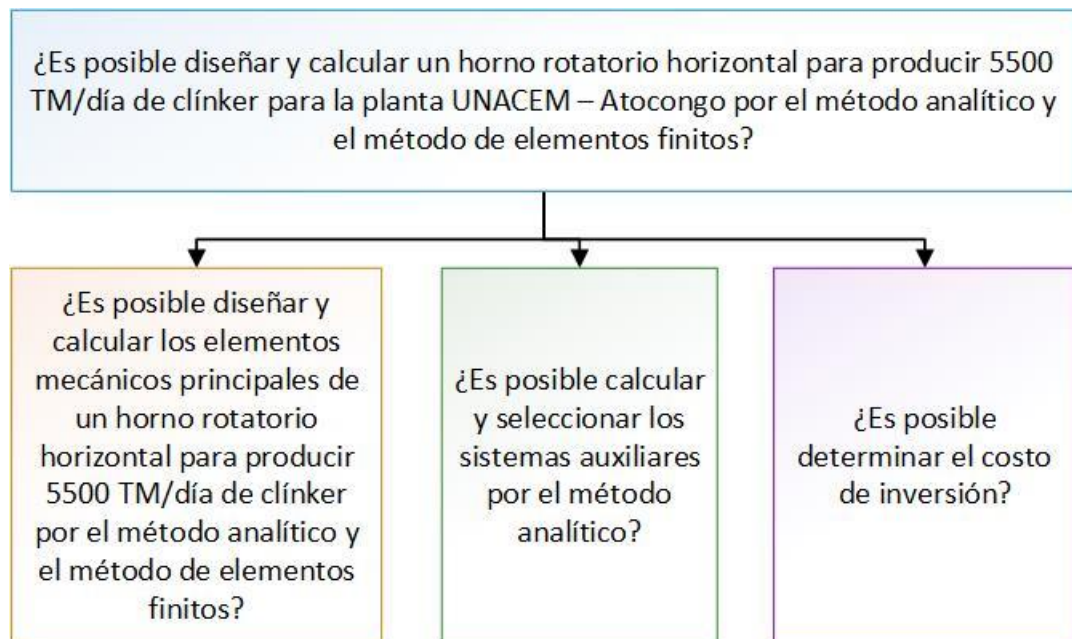 ¿Es posible diseñar y calcular un horno rotatorio horizontal para producir 5500
TM/día de clínker para la planta UNACEM – Atocongo por el método analítico y
el método de elementos finitos?
¿Es posible diseñar y
calcular los elementos
mecánicos principales de
un horno rotatorio
horizontal para producir
5500 TM/día de clínker
por el método analítico y
el método de elementos
finitos?
¿Es posible calcular
y seleccionar los
sistemas auxiliares
por el método
analítico?
¿Es posible
determinar el costo
de inversión?